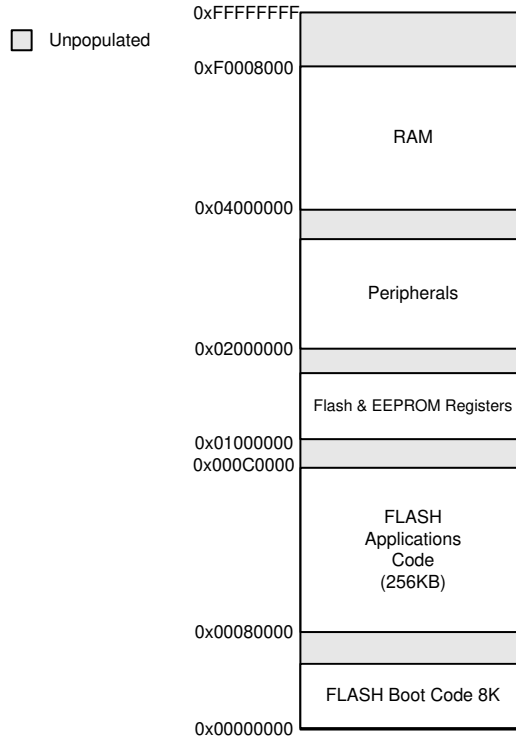 0xFFFFFFFF
Unpopulated
0xF0008000
RAM
0x04000000
Peripherals
0x02000000
Flash & EEPROM Registers
0x01000000
0x000C0000
FLASH
Applications
Code
(256KB)
0x00080000
FLASH Boot Code 8K
0x00000000